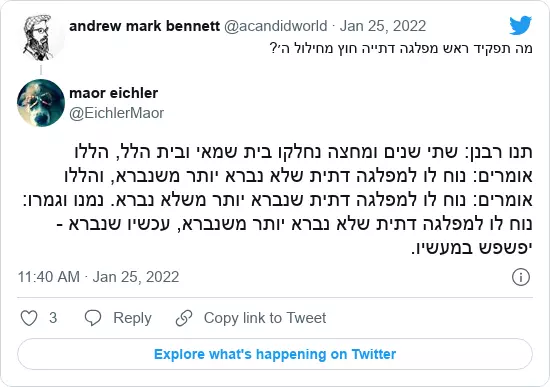 andrew mark bennett @acandidworld · Jan 25, 2022
מה תפקיד ראש מפלגה דתייה חוץ מחילול ה׳?
maor eichler
@EichlerMaor
תנו רבנן: שתי שנים ומחצה נחלקו בית שמאי ובית הלל, הללו
אומרים: נוח לו למפלגה דתית שלא נברא יותר משנברא, והללו
אומרים: נוח לו למפלגה דתית שנברא יותר משלא נברא. נמנו וגמרו:
נוח לו למפלגה דתית שלא נברא יותר משנברא, עכשיו שנברא -
יפשפש במעשיו.
11:40 AM · Jan 25, 2022
3 Reply Copy link to Tweet
Explore what's happening on Twitter